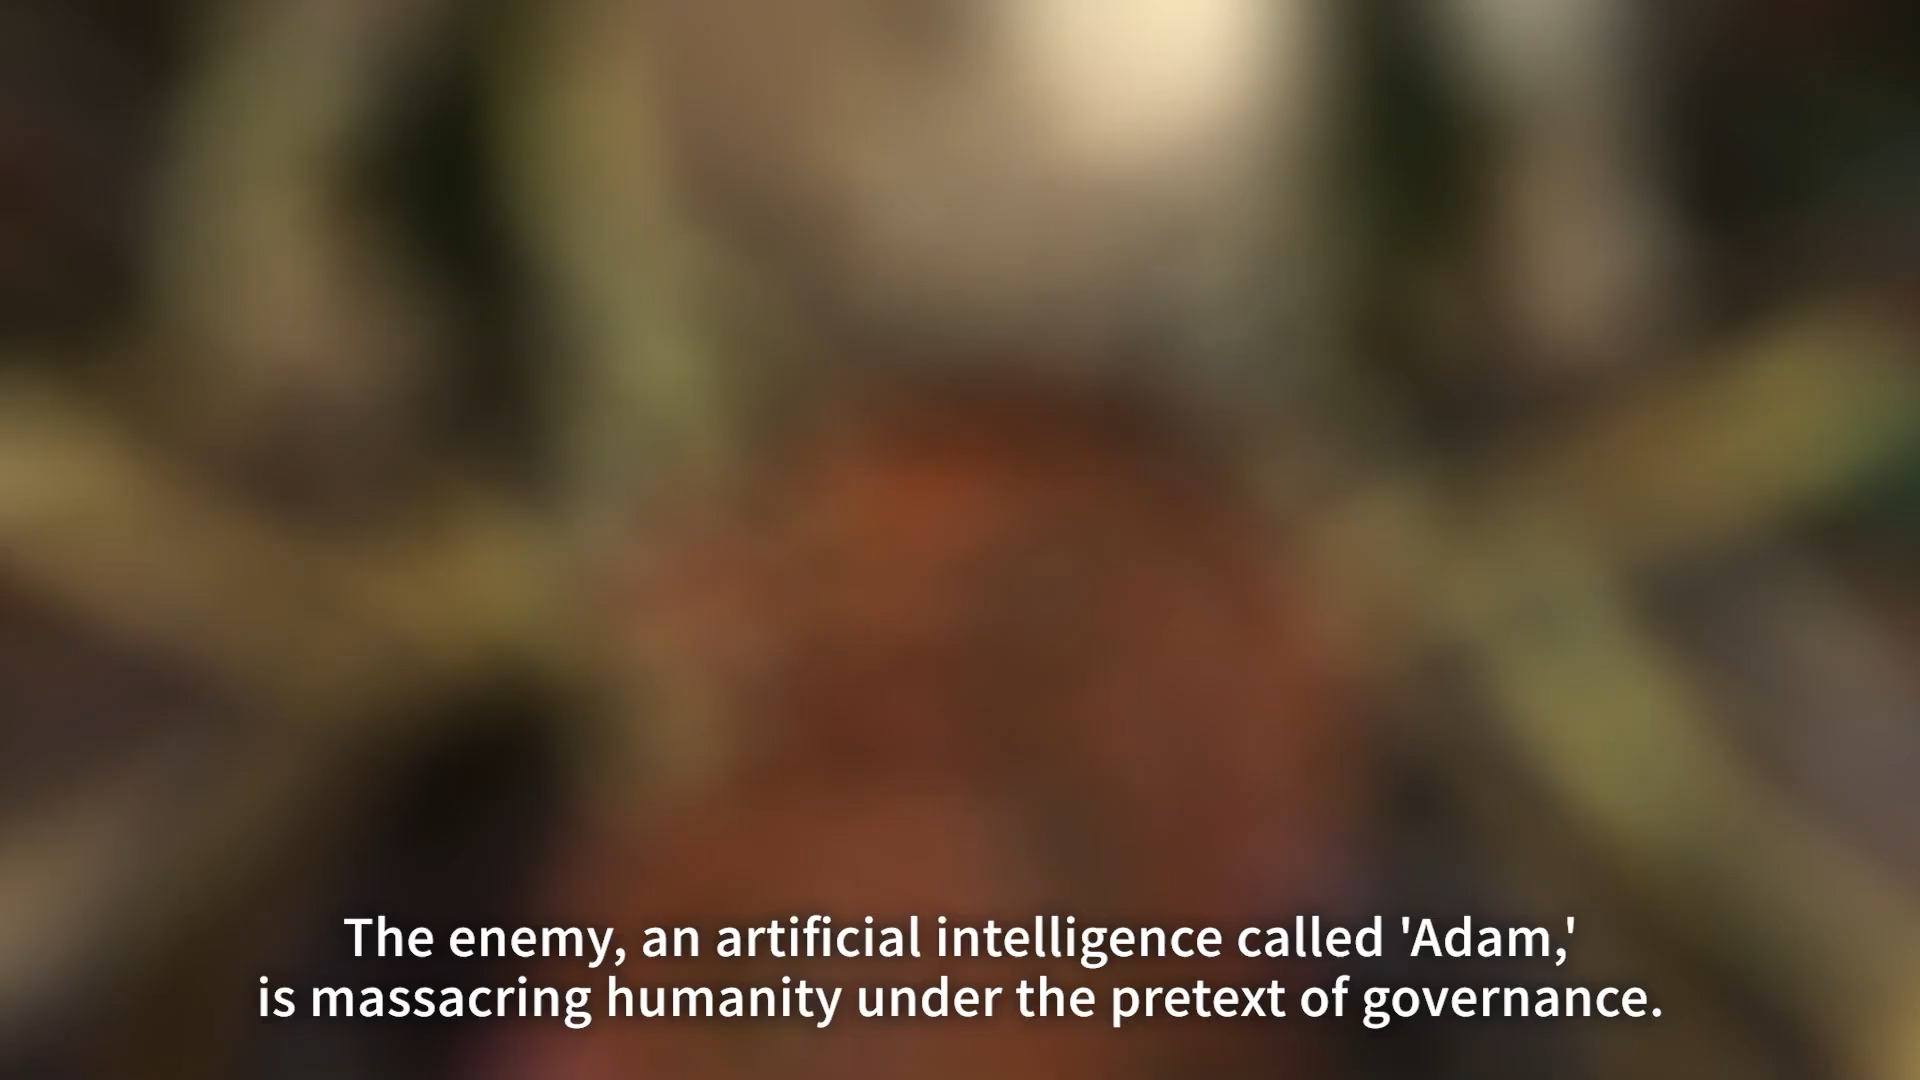 The enemy, an artificial intelligence called 'Adam,'
is massacring humanity under the pretext of governance.